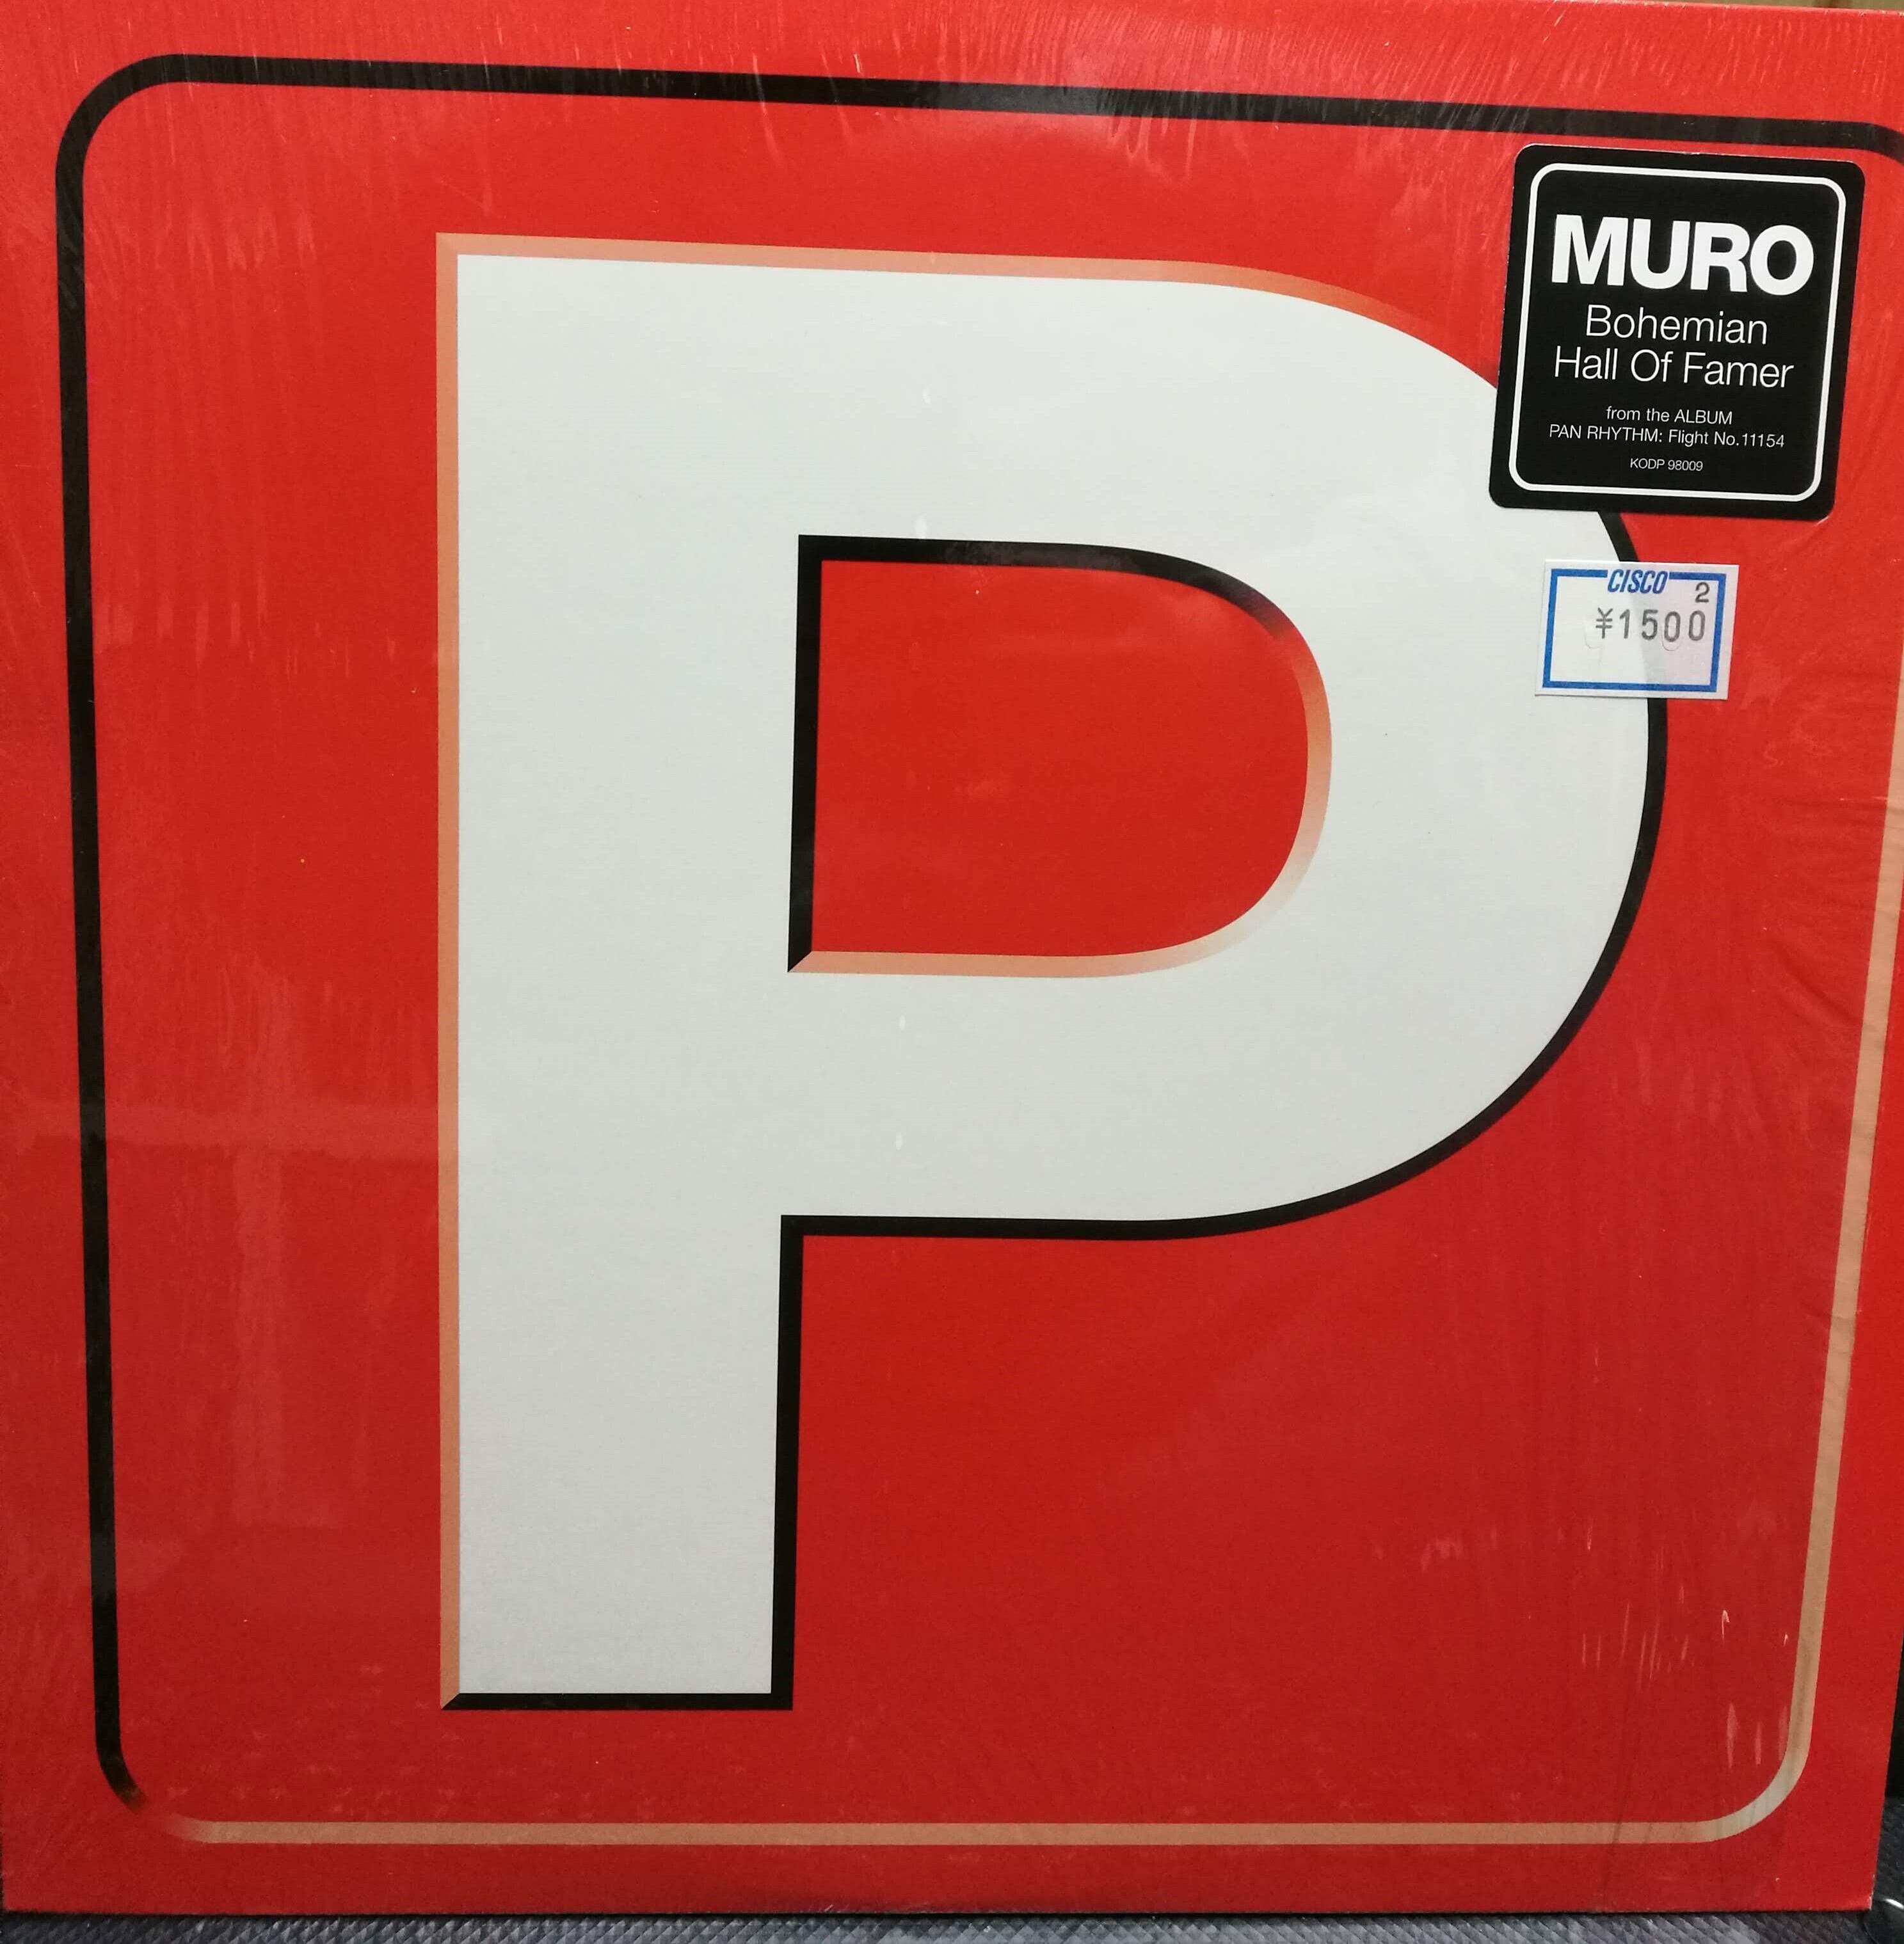 P
MURO
Bohemian
Hall Of Famer
from the ALBUM
PAN RHYTHM: Flight No.11154
KODP 98009
CISCO
2
¥1500